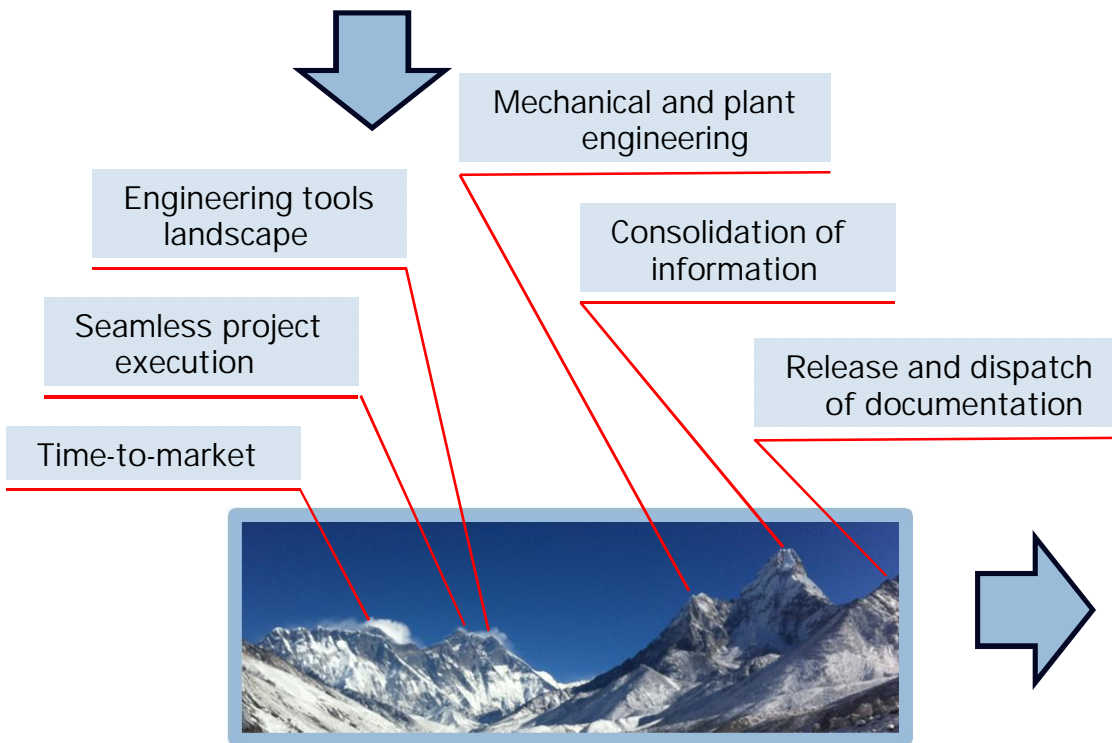 Mechanical and plant
engineering
Engineering tools
landscape
Consolidation of
information
Seamless project
execution
Release and dispatch
of documentation
Time-to-market